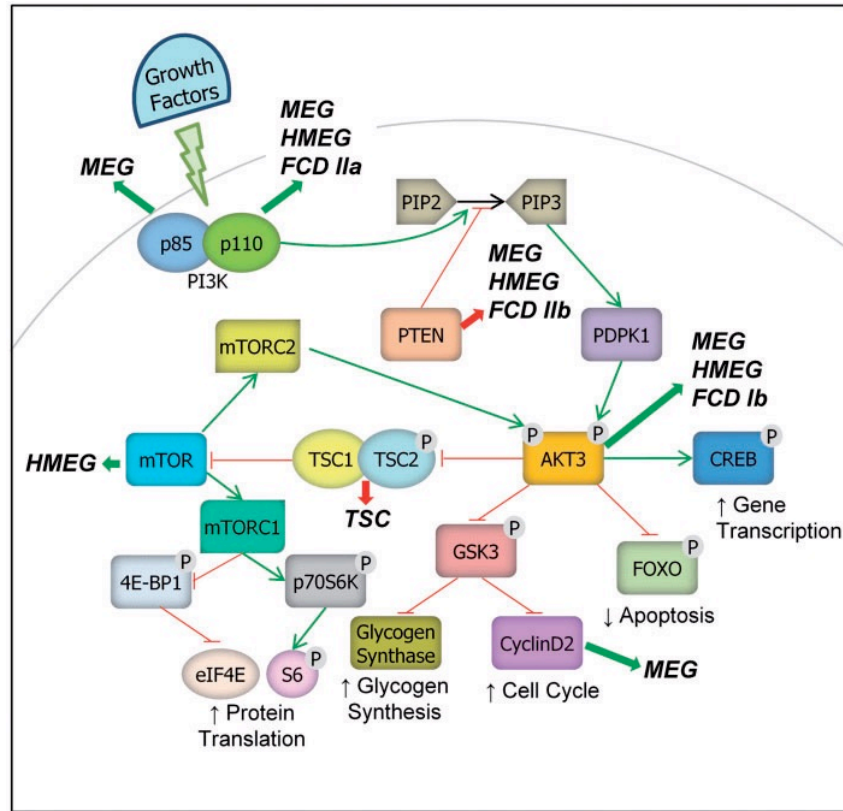 Growth
Factors
MEG
HMEG
FCD IIa
MEG
p85
p110
PI3K
PIP2
PIP3
MEG
HMEG
FCD IIb
PTEN
PDPK1
mTORC2
MEG
HMEG
FCD Ib
HMEG
mTOR
TSC1
TSC2
P
P
P
AKT3
CREB
P
TSC
↑ Gene
Transcription
mTORC1
GSK3
P
FOXO
P
↓ Apoptosis
4E-BP1
P
p70S6K
P
Glycogen
Synthase
CyclinD2
MEG
eIF4E
S6
P
↑ Protein
Translation
↑ Glycogen
Synthesis
↑ Cell Cycle